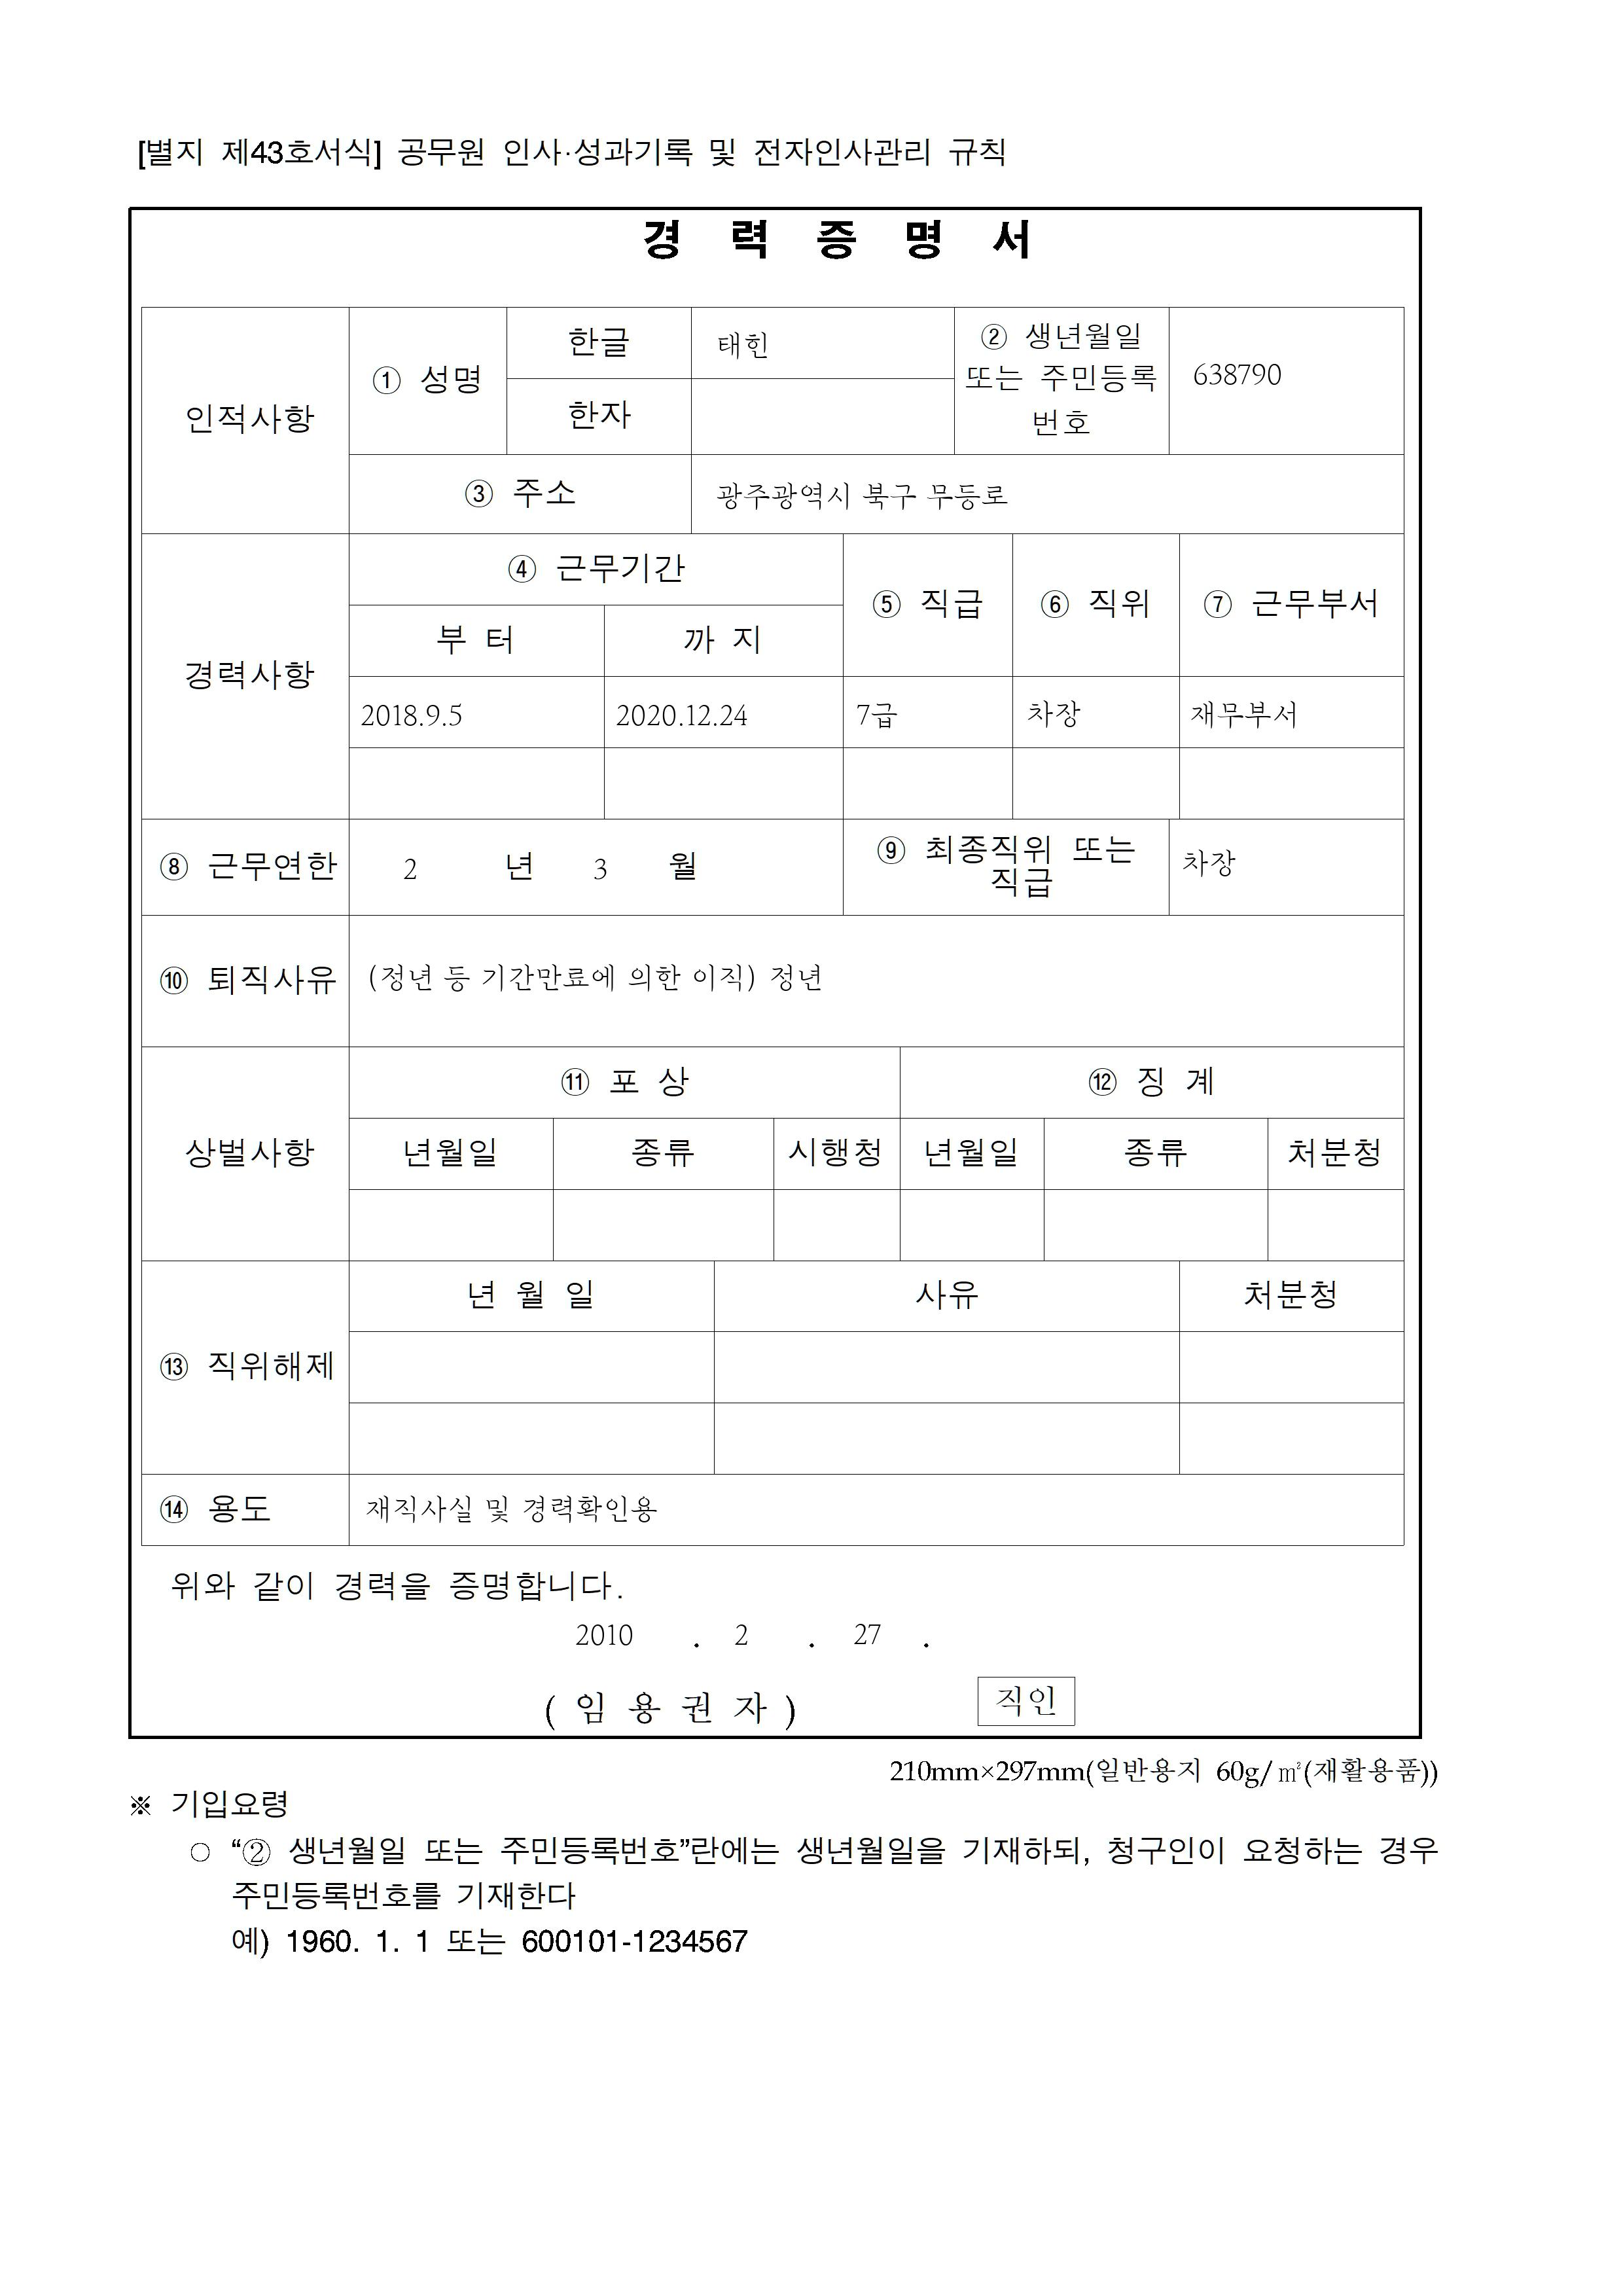 [별지 제43호서식] 공무원 인사·성과기록 및 전자인사관리 규칙
경 력 증 명 서
인적사항
① 성명
한글
태힌
② 생년월일
또는 주민등록
번호
638790
한자
③ 주소
광주광역시 북구 무등로
경력사항
④ 근무기간
⑤ 직급
⑥ 직위
⑦ 근무부서
부 터
까 지
2018.9.5
2020.12.24
7급
차장
재무부서
⑧ 근무연한
2 년 3 월
⑨ 최종직위 또는
직급
차장
⑩ 퇴직사유
(정년 등 기간만료에 의한 이직) 정년
상벌사항
⑪ 포 상
⑫ 징 계
년월일
종류
시행청
년월일
종류
처분청
⑬ 직위해제
년 월 일
사유
처분청
⑭ 용도
재직사실 및 경력확인용
위와 같이 경력을 증명합니다.
2010 . 2 . 27 .
( 임 용 권 자 )
직인
210mm×297mm(일반용지 60g/㎡(재활용품))
※ 기입요령
○ “② 생년월일 또는 주민등록번호”란에는 생년월일을 기재하되, 청구인이 요청하는 경우
주민등록번호를 기재한다
예) 1960. 1. 1 또는 600101-1234567